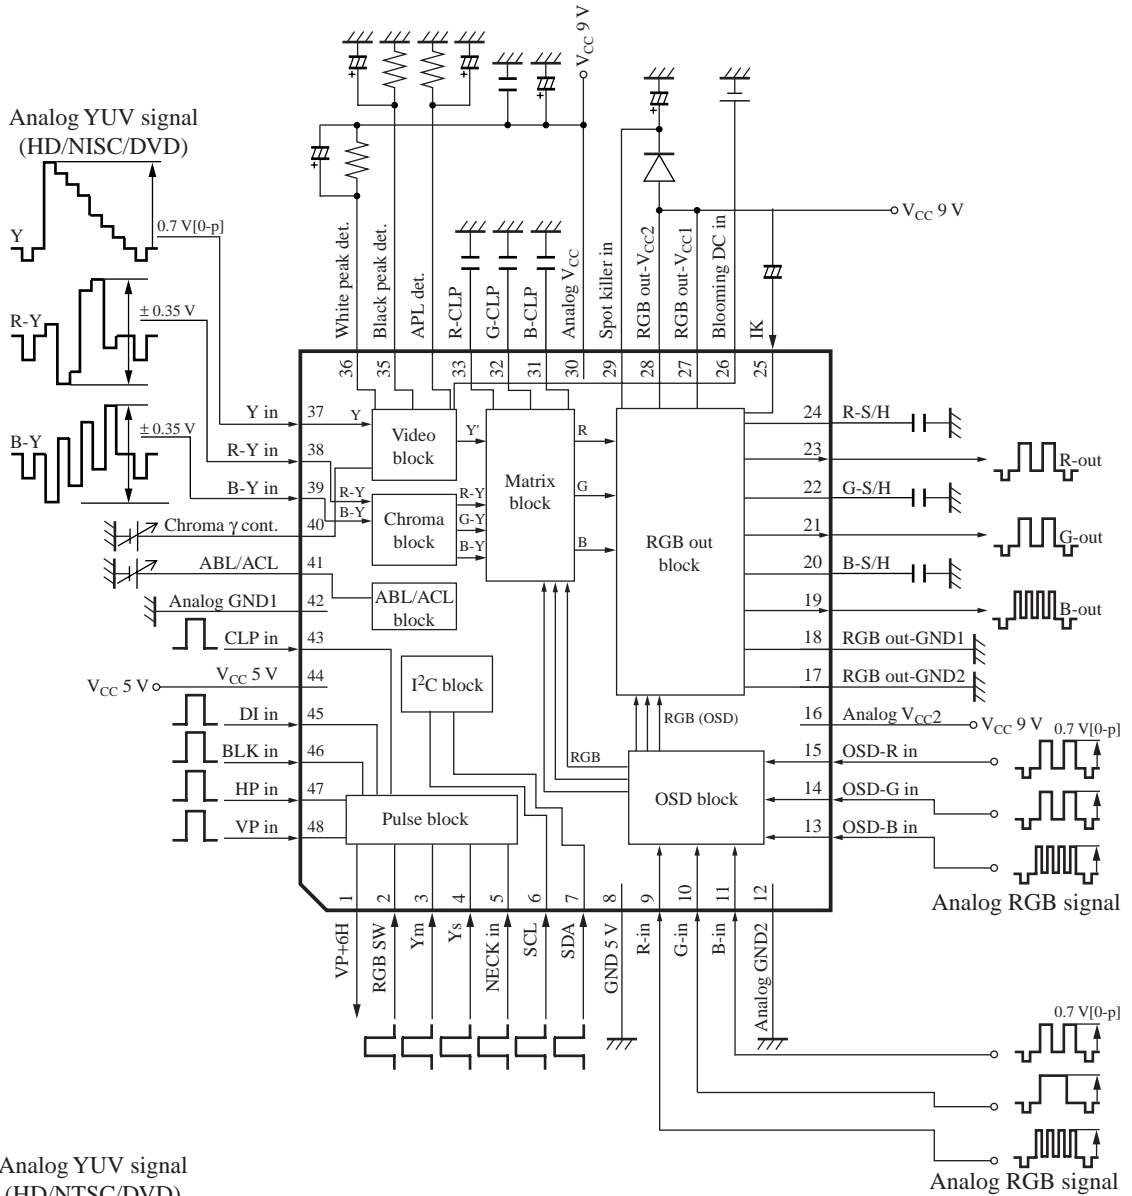 V_CC 9 V
Analog YUV signal
(HD/NISC/DVD)
Y
0.7 V[0-p]
R-Y
± 0.35 V
B-Y
± 0.35 V
White peak det.
Black peak det.
APL det.
R-CLP
G-CLP
B-CLP
Analog V_CC
Spot killer in
RGB out-V_CC2
RGB out-V_CC1
Blooming DC in
IK
V_CC 9 V
36
35
34
33
32
31
30
29
28
27
26
25
Y in
37
Y
R-Y in
38
R-Y
B-Y in
39
B-Y
Chroma γ cont.
40
ABL/ACL
41
Analog GND1
42
CLP in
43
V_CC 5 V
V_CC 5 V
44
DI in
45
BLK in
46
HP in
47
VP in
48
Video
block
Y'
Chroma
block
R-Y
G-Y
B-Y
ABL/ACL
block
Matrix
block
R
G
B
RGB out
block
I²C block
RGB (OSD)
RGB
OSD block
Pulse block
24
R-S/H
23
R-out
22
G-S/H
21
G-out
20
B-S/H
19
B-out
18
RGB out-GND1
17
RGB out-GND2
16
Analog V_CC2
V_CC 9 V
0.7 V[0-p]
15
OSD-R in
14
OSD-G in
13
OSD-B in
Analog RGB signal
1
2
3
4
5
6
7
8
9
10
11
12
VP+6H
RGB SW
Ym
Ys
NECK in
SCL
SDA
GND 5 V
R-in
G-in
B-in
Analog GND2
0.7 V[0-p]
Analog RGB signal
Analog YUV signal
(HD/NTSC/DVD)